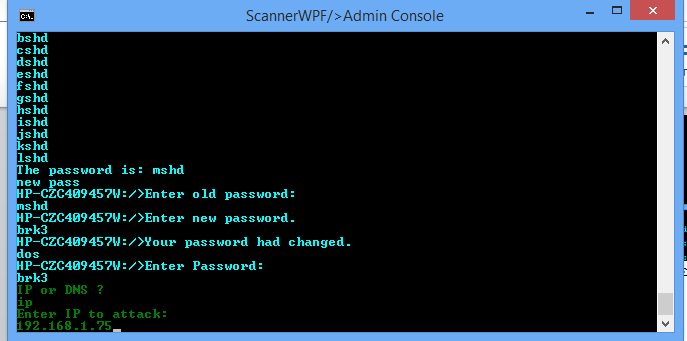 ScannerWPF/>Admin Console
bshd
cshd
dshd
eshd
fshd
gshd
hshd
ishd
jshd
kshd
lshd
The password is: mshd
new pass
HP-CZC409457W:/>Enter old password:
mshd
HP-CZC409457W:/>Enter new password.
brk3
HP-CZC409457W:/>Your password had changed.
dos
HP-CZC409457W:/>Enter Password:
brk3
IP or DNS ?
ip
Enter IP to attack:
192.168.1.75_